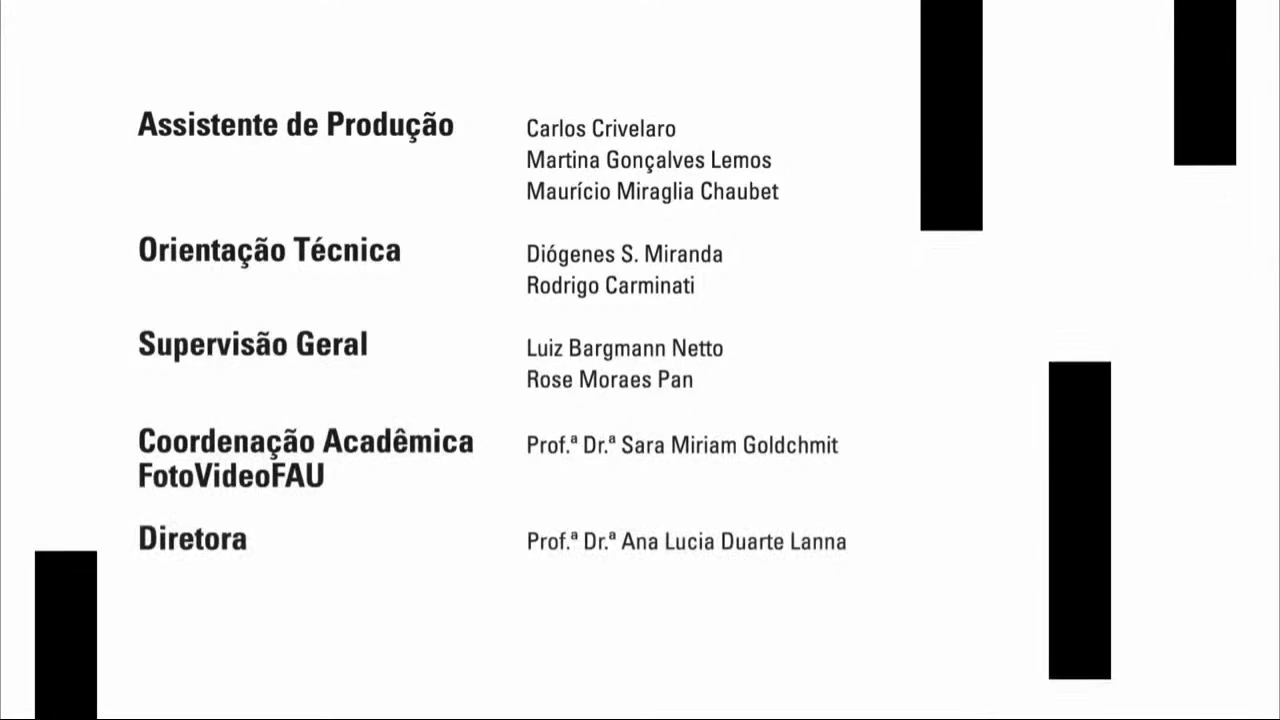 Assistente de Produção Carlos Crivelaro
Martina Gonçalves Lemos
Maurício Miraglia Chaubet
Orientação Técnica Diógenes S. Miranda
Rodrigo Carminati
Supervisão Geral Luiz Bargmann Netto
Rose Moraes Pan
Coordenação Acadêmica Prof.ª Dr.ª Sara Miriam Goldchmit
FotoVideoFAU
Diretora Prof.ª Dr.ª Ana Lucia Duarte Lanna